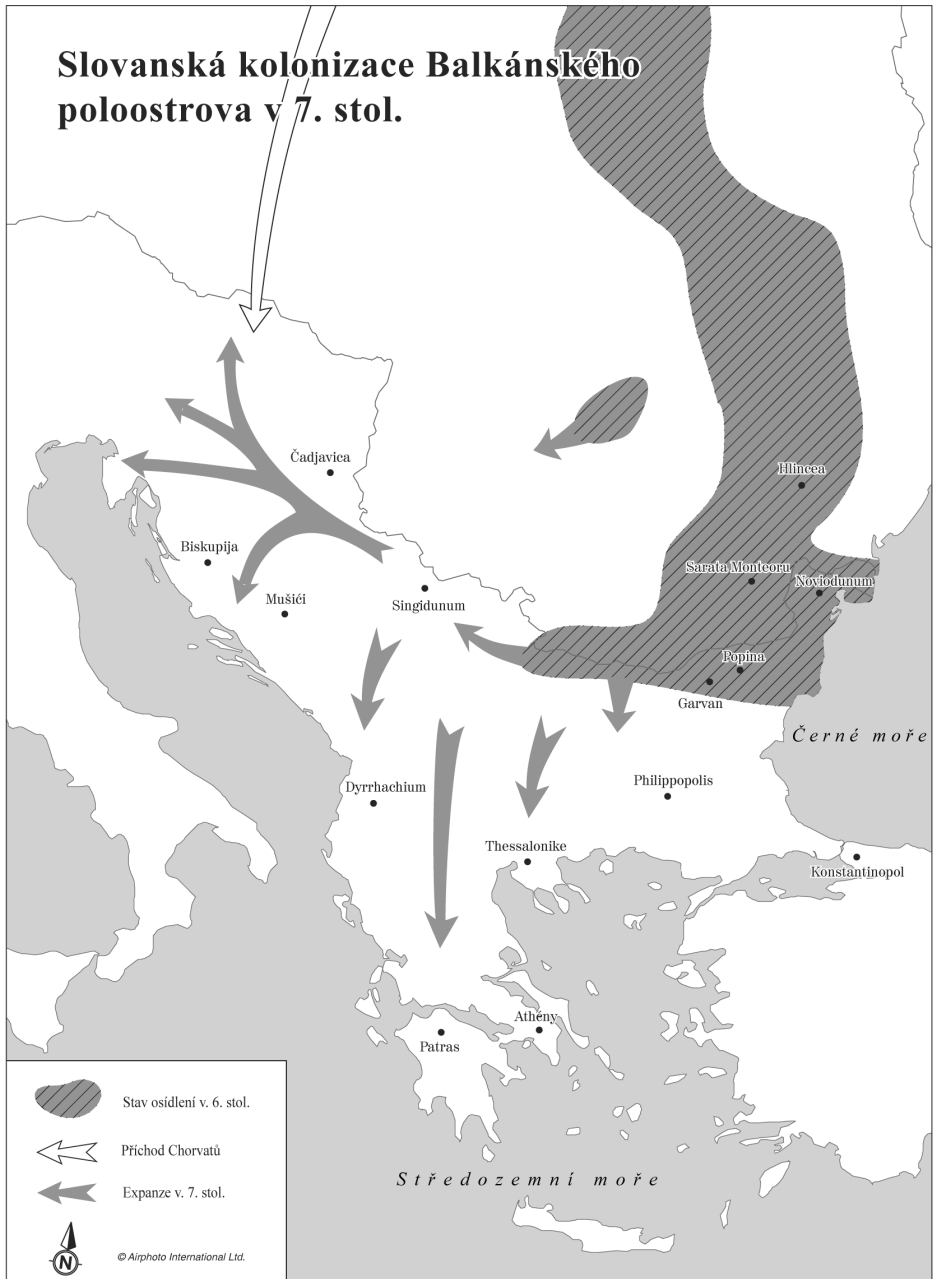 Slovanská kolonizace Balkánského
poloostrova v 7. stol.
Čadjavica
Hlincea
Biskupija
Sarata Monteoru
Noviodunum
Mušići
Singidunum
Popina
Garvan
Černé moře
Dyrrhachium
Philippopolis
Thessalonike
Konstantinopol
Athény
Patras
Stav osídlení v. 6. stol.
Příchod Chorvatů
Středozemní moře
Expanze v. 7. stol.
N
© Airphoto International Ltd.